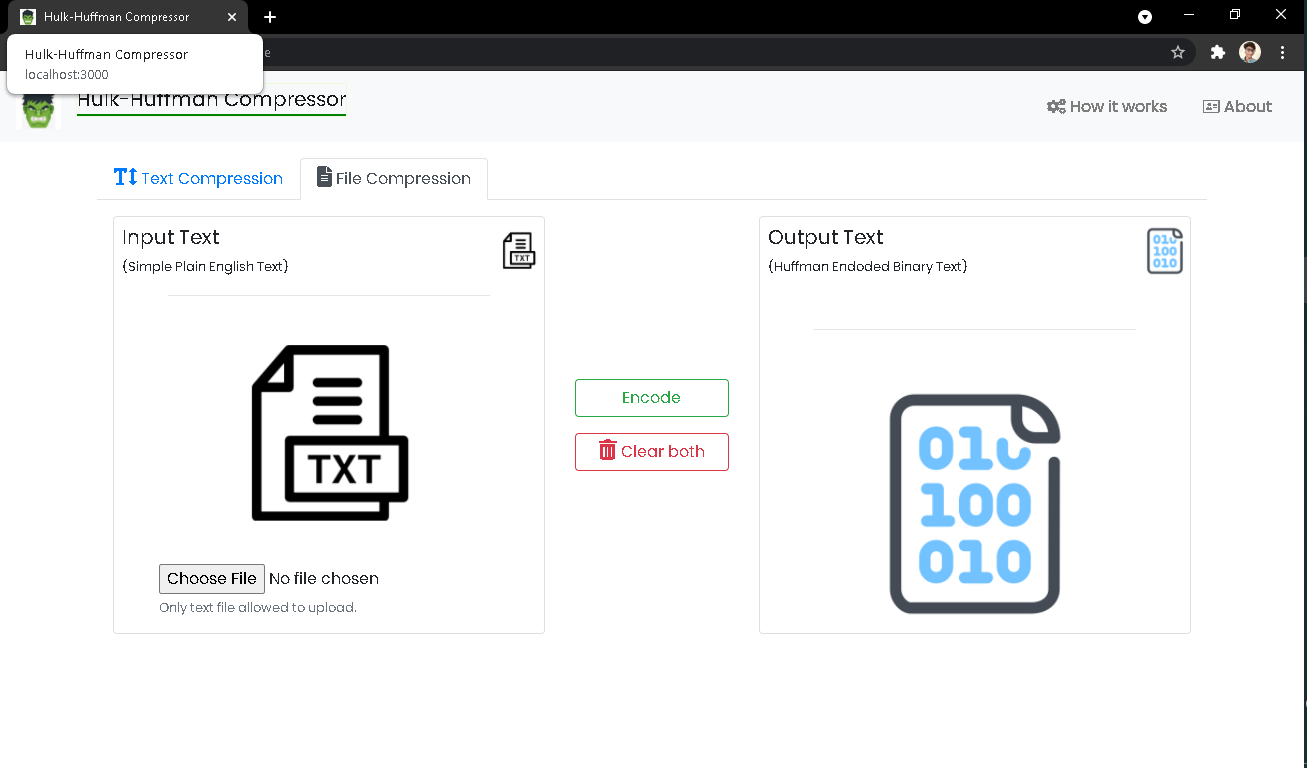 Hulk-Huffman Compressor
Hulk-Huffman Compressor
localhost:3000
e
Hulk-Huffman Compressor
How it works
About
Text Compression
File Compression
Input Text
(Simple Plain English Text)
TXT
Output Text
(Huffman Endoded Binary Text)
010
100
010
Encode
Clear both
TXT
010
100
010
Choose File No file chosen
Only text file allowed to upload.